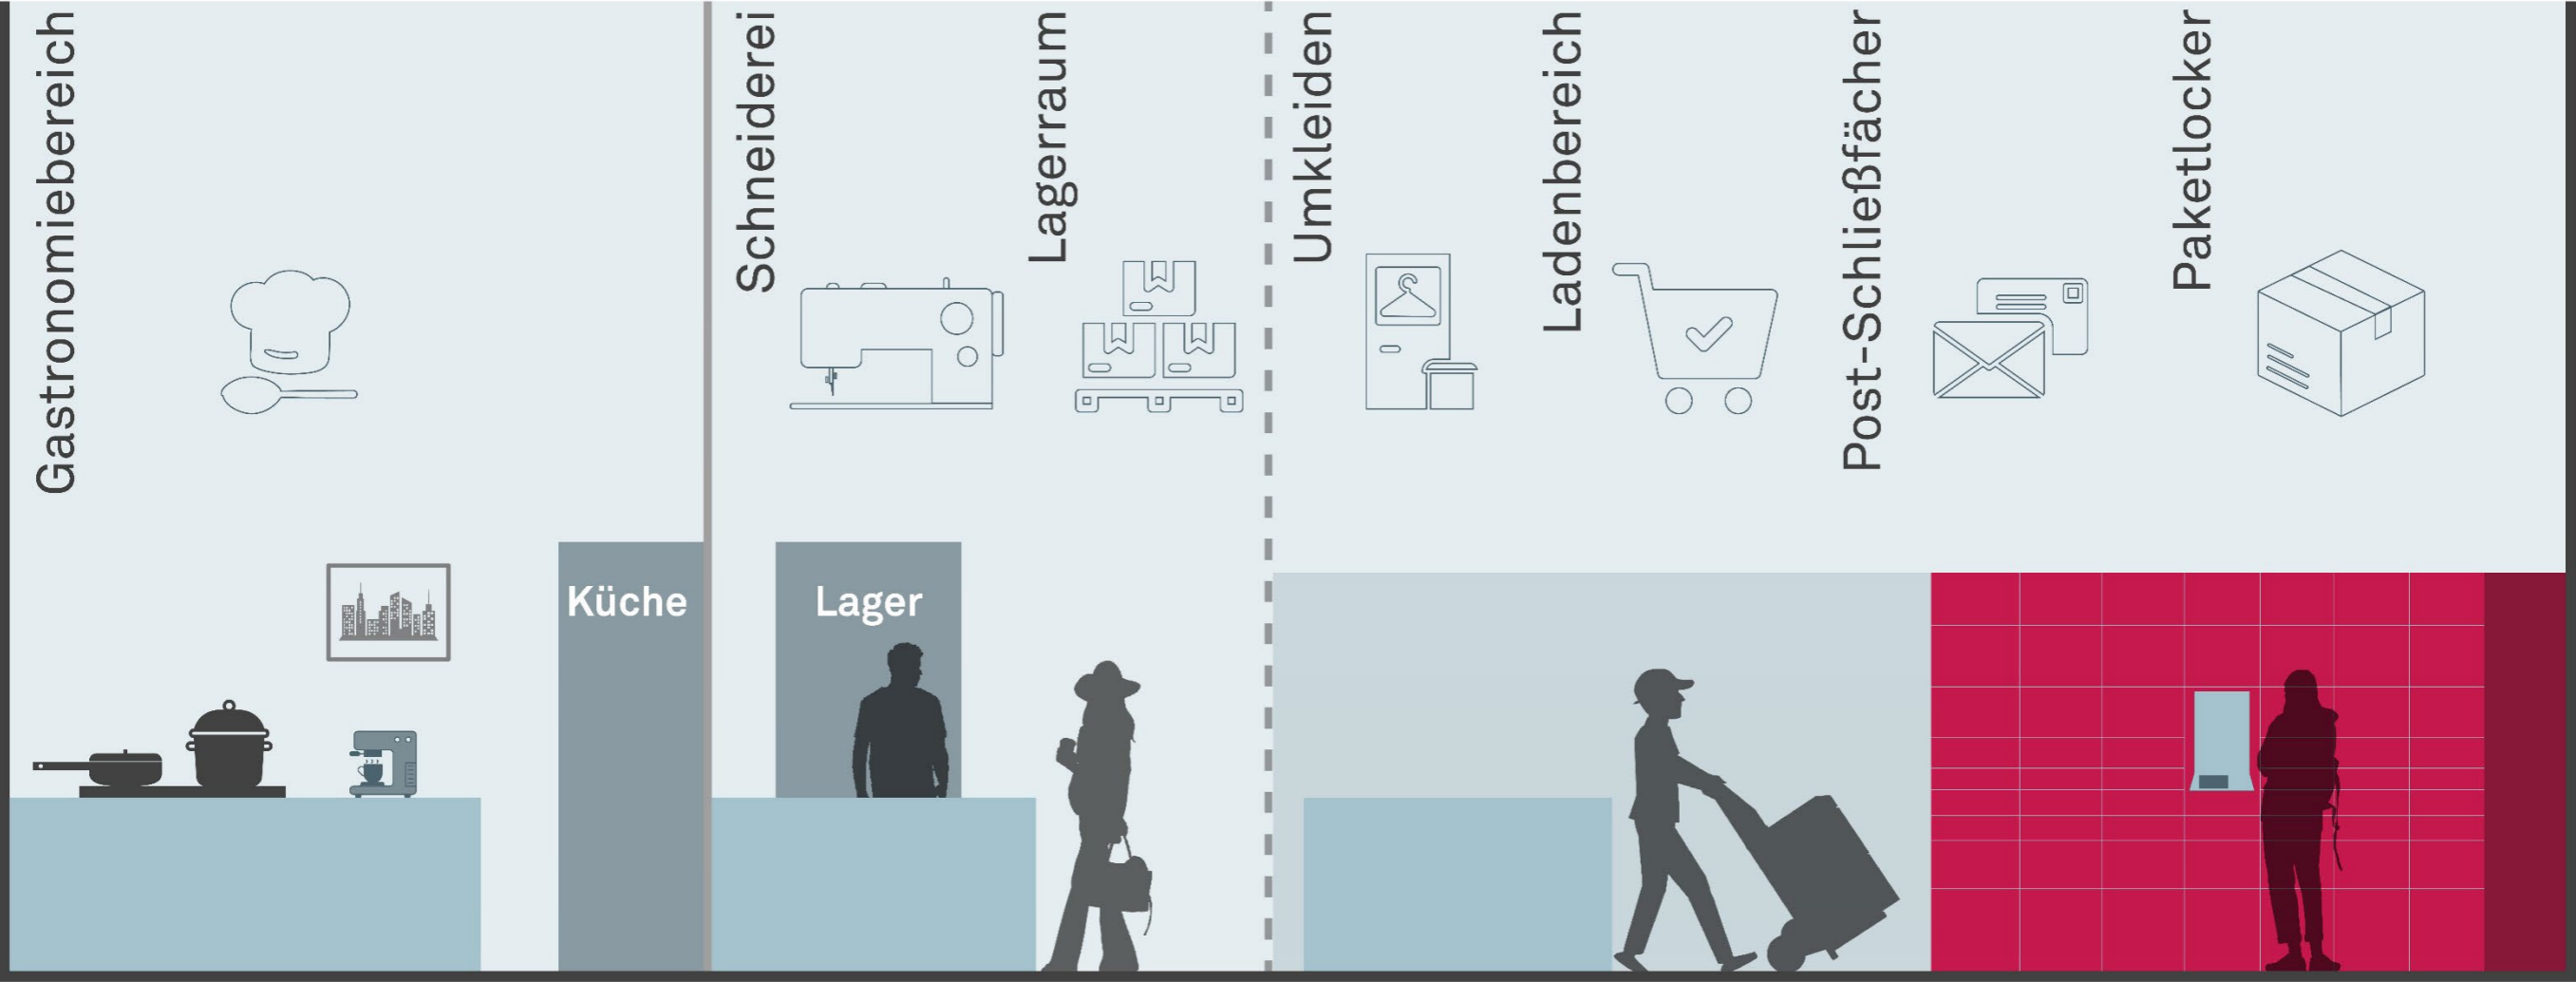 Gastronomiebereich
Schneiderei
Lagerraum
Umkleiden
Ladenbereich
Post-Schließfächer
Paketlocker
Küche
Lager